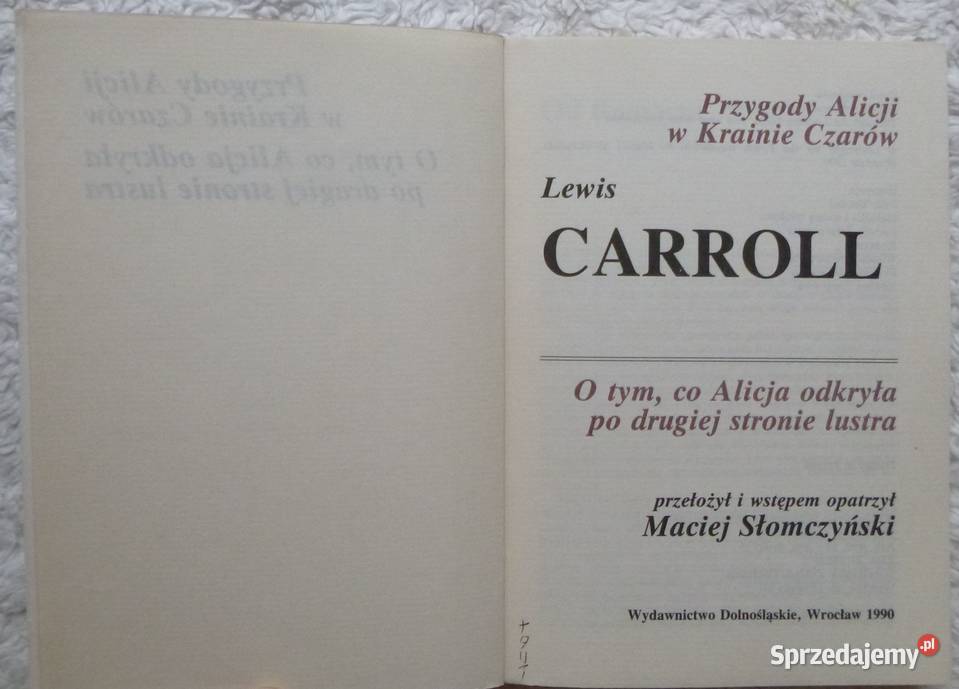 Przygody Alicji
w Krainie Czarów
Lewis
CARROLL
O tym, co Alicja odkryła
po drugiej stronie lustra
przełożył i wstępem opatrzył
Maciej Słomczyński
Wydawnictwo Dolnośląskie, Wrocław 1990
Sprzedajemy.pl